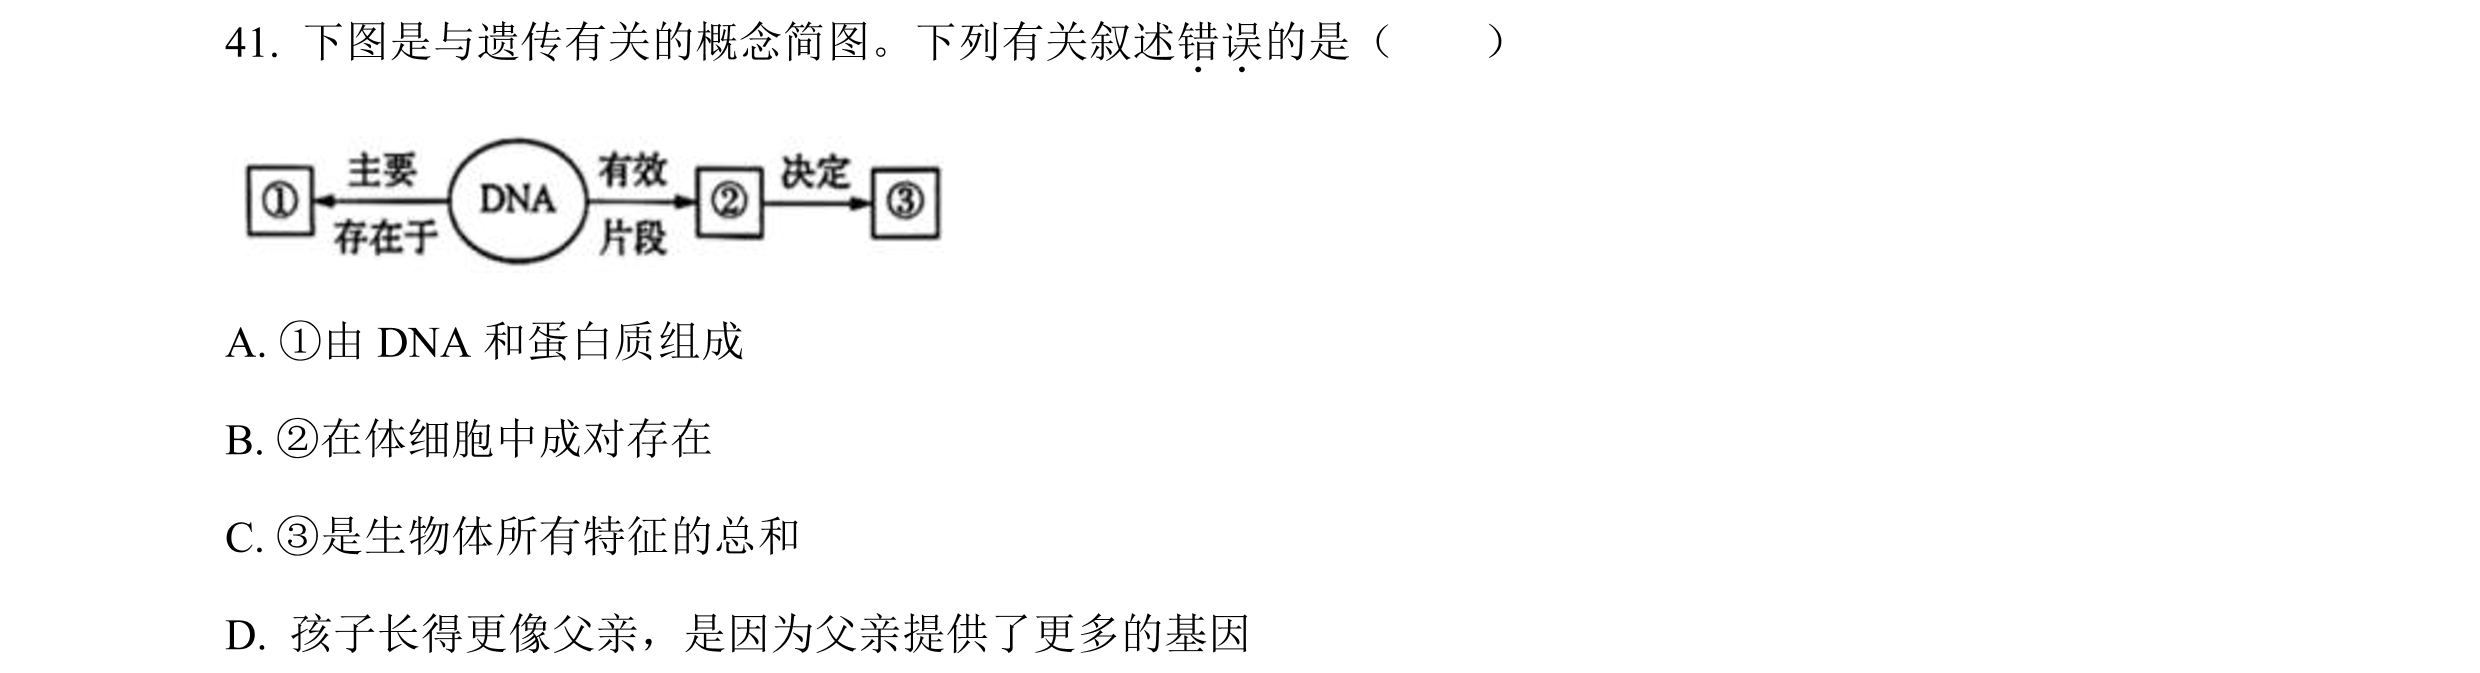 41. 下图是与遗传有关的概念简图。下列有关叙述错误的是（　　）
① 主要 存在于 DNA 有效 片段 ② 决定 ③
A. ①由 DNA 和蛋白质组成
B. ②在体细胞中成对存在
C. ③是生物体所有特征的总和
D. 孩子长得更像父亲，是因为父亲提供了更多的基因